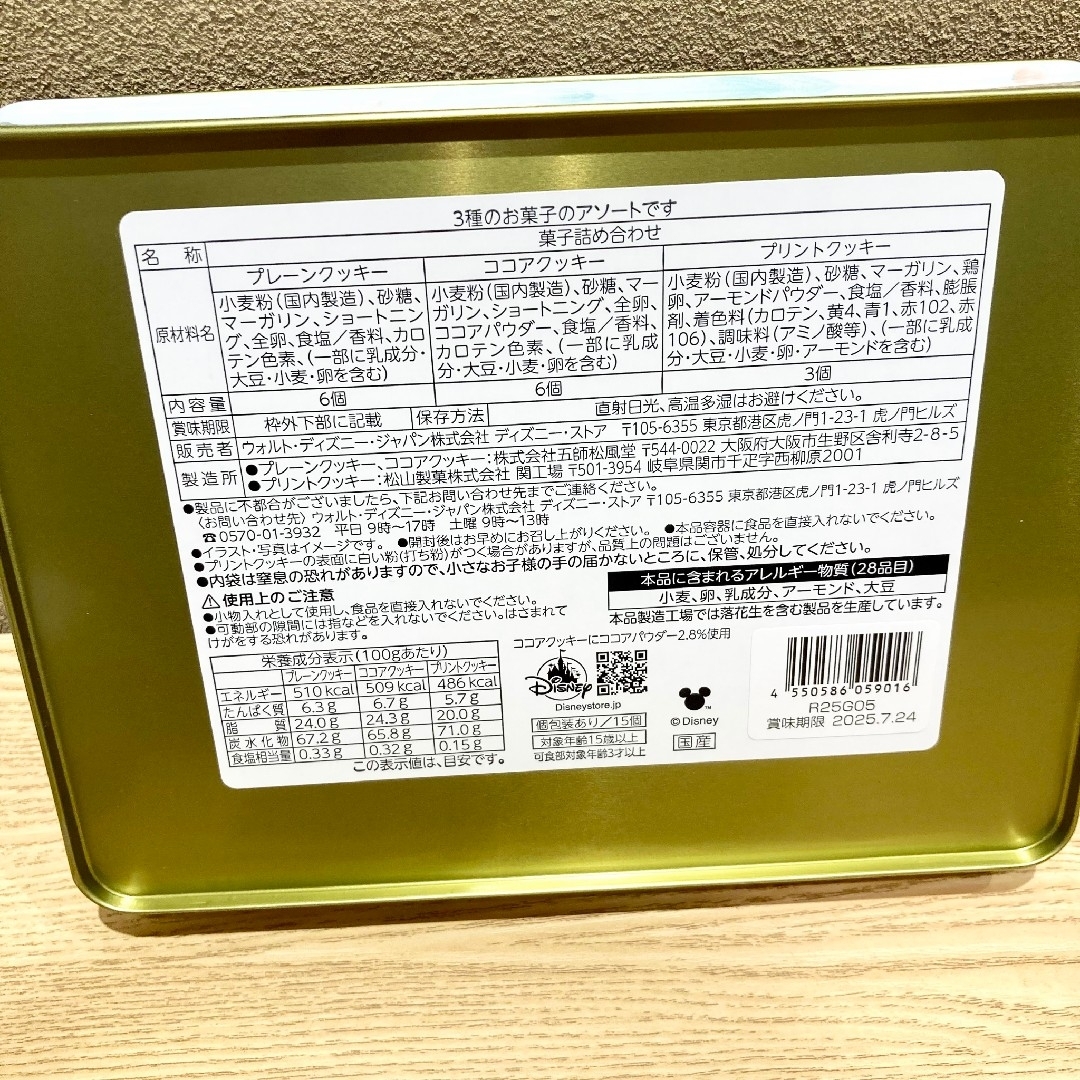 3種のお菓子のアソートです
名 称
菓子詰め合わせ
原材料名
プレーンクッキー
小麦粉(国内製造)、砂糖、
マーガリン、ショートニン
グ、全卵、食塩/香料、カロ
テン色素、(一部に乳成分・
大豆・小麦・卵を含む)
ココアクッキー
小麦粉(国内製造)、砂糖、マー
ガリン、ショートニング、全卵、
ココアパウダー、食塩/香料、
カロテン色素、(一部に乳成
分・大豆・小麦・卵を含む)
プリントクッキー
小麦粉(国内製造)、砂糖、マーガリン、鶏
卵、アーモンドパウダー、食塩/香料、膨脹
剤、着色料(カロテン、黄4、青1、赤102、赤
106)、調味料(アミノ酸等)、(一部に乳成
分・大豆・小麦・卵・アーモンドを含む)
内容量 6個 6個 3個
賞味期限 枠外下部に記載 保存方法 直射日光、高温多湿はお避けください。
販売者 ウォルト・ディズニー・ジャパン株式会社 ディズニー・ストア 〒105-6355 東京都港区虎ノ門1-23-1 虎ノ門ヒルズ
製造所
●プレーンクッキー、ココアクッキー:株式会社五師松風堂 〒544-0022 大阪府大阪市生野区舎利寺2-8-5
●プリントクッキー:松山製菓株式会社 関工場 〒501-3954 岐阜県関市千疋字西柳原2001
●製品に不都合がございましたら、下記お問い合わせ先までご連絡ください。
〈お問い合わせ先〉ウォルト・ディズニー・ジャパン株式会社 ディズニー・ストア 〒105-6355 東京都港区虎ノ門1-23-1 虎ノ門ヒルズ
☎0570-01-3932 平日 9時〜17時 土曜 9時〜13時
●イラスト・写真はイメージです。 ●開封後はお早めにお召し上がりください。 ●本品容器に食品を直接入れないでください。
●プリントクッキーの表面に白い粉(打ち粉)がつく場合がありますが、品質上の問題はございません。
●内袋は窒息の恐れがありますので、小さなお子様の手の届かないところに、保管、処分してください。
⚠使用上のご注意
●小物入れとして使用し、食品を直接入れないでください。
●可動部の隙間には指などを入れないでください。はさまれて
けがをする恐れがあります。
本品に含まれるアレルギー物質(28品目)
小麦、卵、乳成分、アーモンド、大豆
本品製造工場では落花生を含む製品を生産しています。
栄養成分表示(100gあたり)
プレーンクッキー ココアクッキー プリントクッキー
エネルギー 510 kcal 509 kcal 486 kcal
たんぱく質 6.3 g 6.7 g 5.7 g
脂 質 24.0 g 24.3 g 20.0 g
炭水化物 67.2 g 65.8 g 71.0 g
食塩相当量 0.33 g 0.32 g 0.15 g
この表示値は、目安です。
ココアクッキーにココアパウダー2.8%使用
Disney
Disneystore.jp
個包装あり/15個
対象年齢15歳以上
可食部対象年齢3才以上
TM
©Disney
国産
4 550586 059016
R25G05
賞味期限 2025.7.24